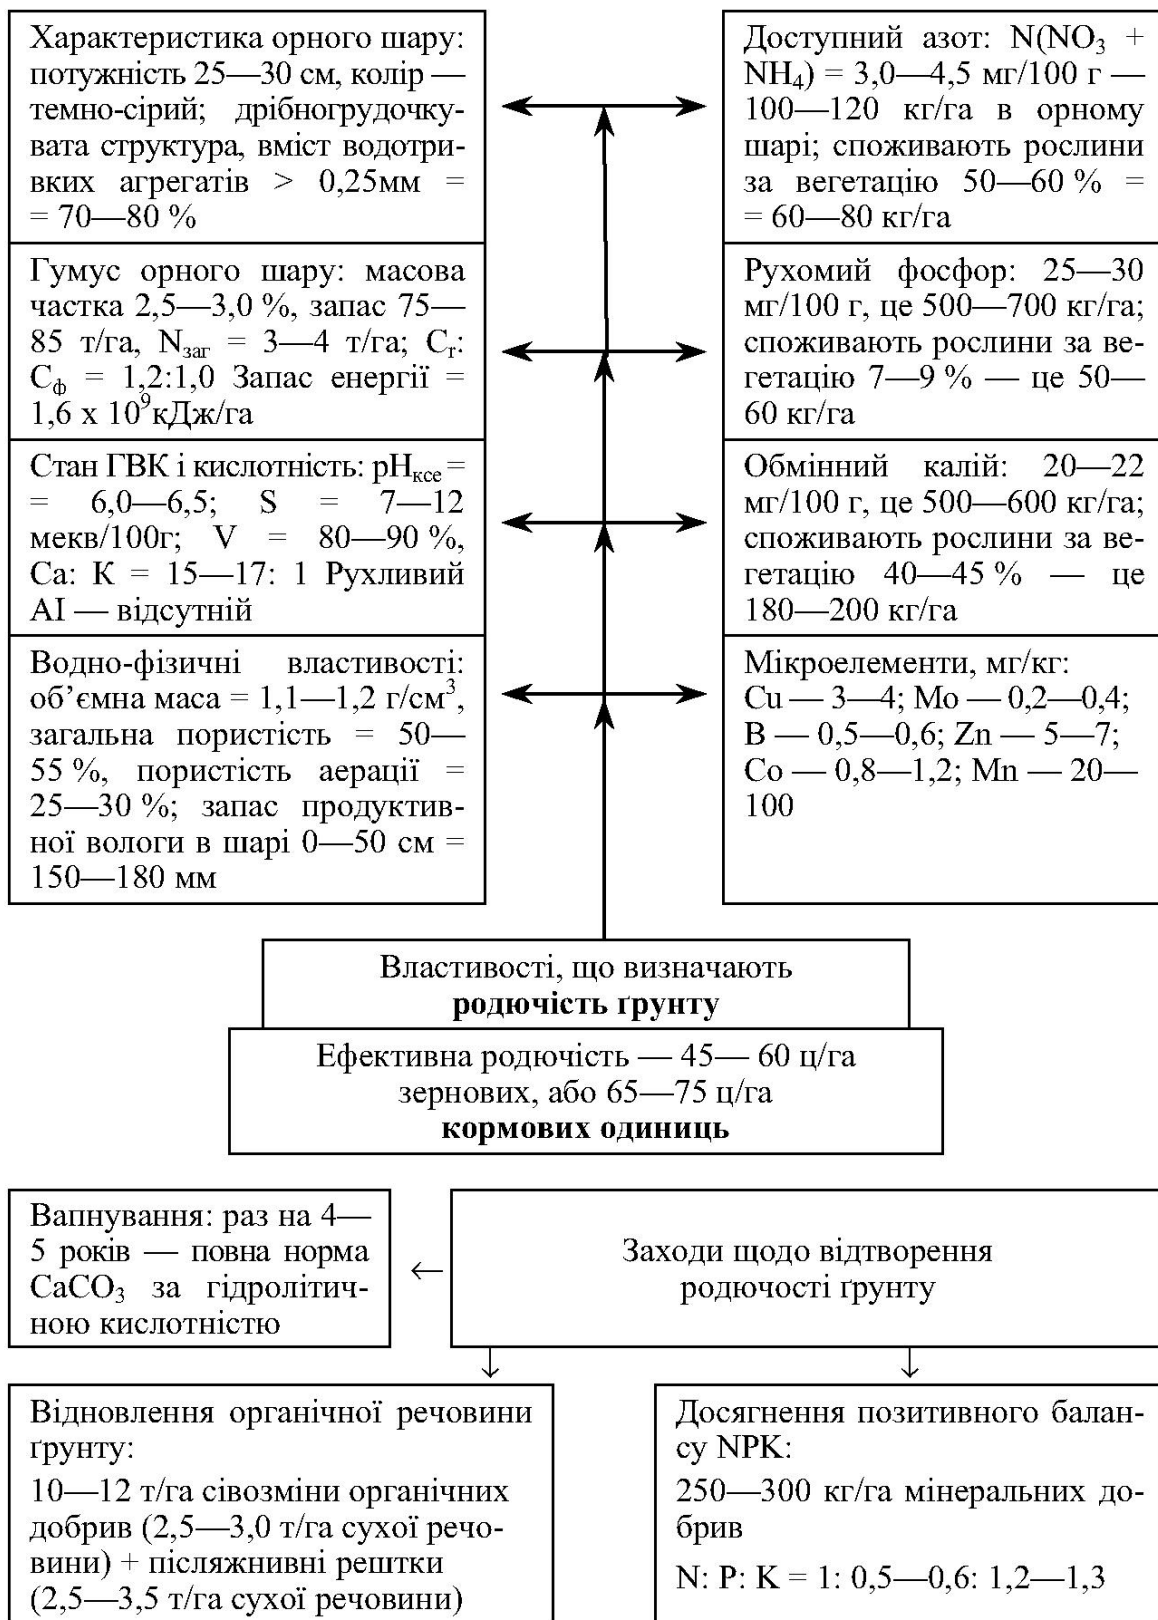 Характеристика орного шару:
потужність 25—30 см, колір —
темно-сірий; дрібногрудочку-
вата структура, вміст водотри-
вких агрегатів > 0,25мм =
= 70—80 %
Гумус орного шару: масова
частка 2,5—3,0 %, запас 75—
85 т/га, Nзаг = 3—4 т/га; Сг:
Сф = 1,2:1,0 Запас енергії =
1,6 х 10⁹кДж/га
Стан ГВК і кислотність: рНксе =
= 6,0—6,5; S = 7—12
мекв/100г; V = 80—90 %,
Са: К = 15—17: 1 Рухливий
АІ — відсутній
Водно-фізичні властивості:
об’ємна маса = 1,1—1,2 г/см³,
загальна пористість = 50—
55 %, пористість аерації =
25—30 %; запас продуктив-
ної вологи в шарі 0—50 см =
150—180 мм
Доступний азот: N(NO₃ +
NH₄) = 3,0—4,5 мг/100 г —
100—120 кг/га в орному
шарі; споживають рослини
за вегетацію 50—60 % =
= 60—80 кг/га
Рухомий фосфор: 25—30
мг/100 г, це 500—700 кг/га;
споживають рослини за ве-
гетацію 7—9 % — це 50—
60 кг/га
Обмінний калій: 20—22
мг/100 г, це 500—600 кг/га;
споживають рослини за ве-
гетацію 40—45 % — це
180—200 кг/га
Мікроелементи, мг/кг:
Cu — 3—4; Mo — 0,2—0,4;
B — 0,5—0,6; Zn — 5—7;
Co — 0,8—1,2; Mn — 20—
100
Властивості, що визначають
родючість ґрунту
Ефективна родючість — 45— 60 ц/га
зернових, або 65—75 ц/га
кормових одиниць
Вапнування: раз на 4—
5 років — повна норма
CaCO₃ за гідролітич-
ною кислотністю
Заходи щодо відтворення
родючості ґрунту
Відновлення органічної речовини
ґрунту:
10—12 т/га сівозміни органічних
добрив (2,5—3,0 т/га сухої речо-
вини) + післяжнивні рештки
(2,5—3,5 т/га сухої речовини)
Досягнення позитивного балан-
су NPK:
250—300 кг/га мінеральних до-
брив
N: P: K = 1: 0,5—0,6: 1,2—1,3